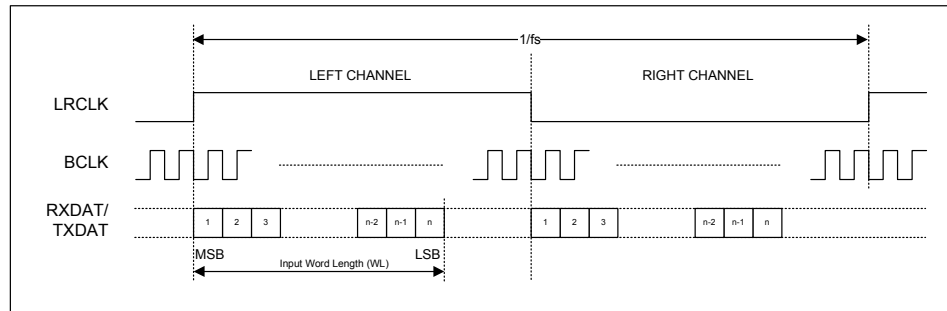 1/fs
LEFT CHANNEL RIGHT CHANNEL
LRCLK
BCLK
RXDAT/
TXDAT
1 2 3 n-2 n-1 n 1 2 3 n-2 n-1 n
MSB LSB
Input Word Length (WL)